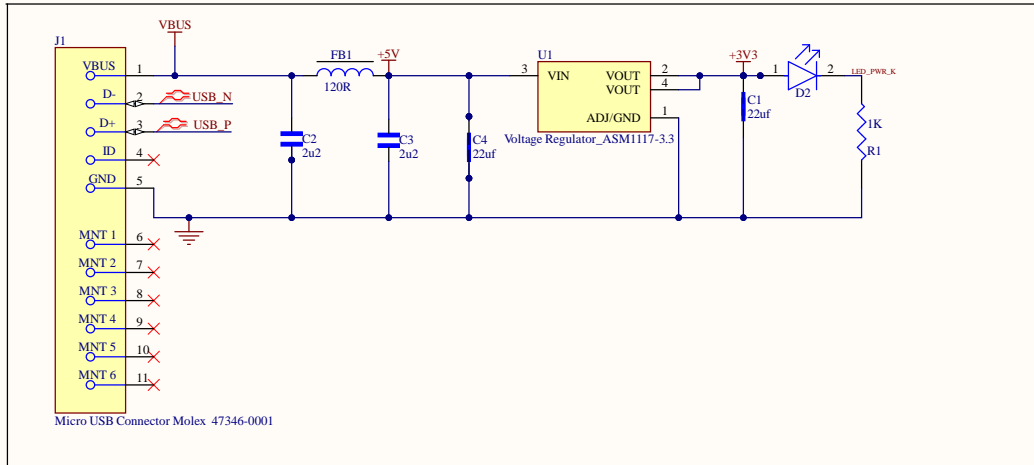 VBUS
J1
VBUS 1
D- 2 USB_N
D+ 3 USB_P
ID 4
GND 5
MNT 1 6
MNT 2 7
MNT 3 8
MNT 4 9
MNT 5 10
MNT 6 11
Micro USB Connector Molex 47346-0001
FB1
120R
+5V
C2
2u2
C3
2u2
C4
22uf
U1
3 VIN VOUT 2
VOUT 4
ADJ/GND 1
Voltage Regulator_ASM1117-3.3
+3V3
C1
22uf
1 2
D2
LED_PWR_K
1K
R1